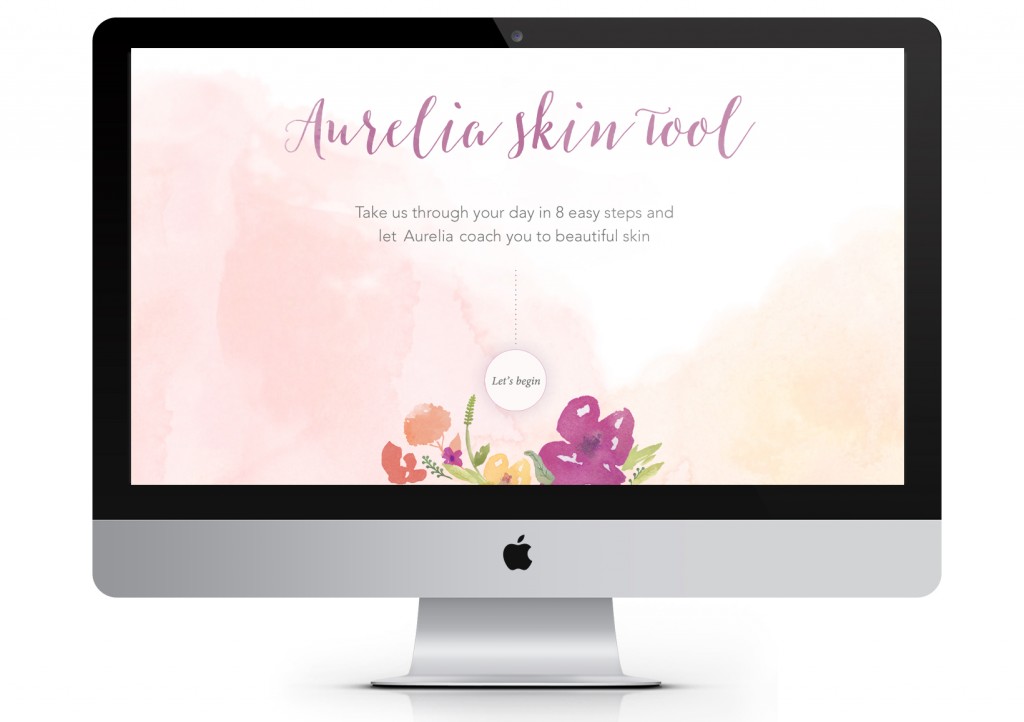 Aurelia skin tool
Take us through your day in 8 easy steps and
let Aurelia coach you to beautiful skin
Let's begin